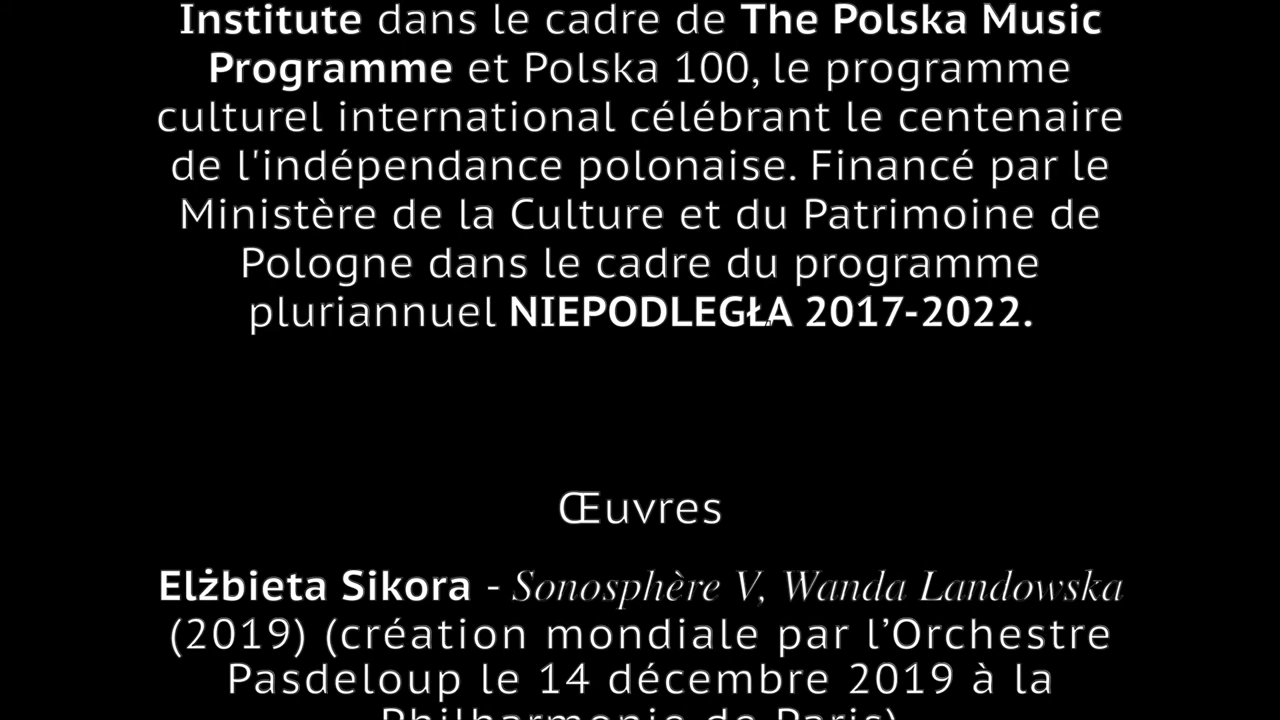 Institute dans le cadre de The Polska Music
Programme et Polska 100, le programme
culturel international célébrant le centenaire
de l'indépendance polonaise. Financé par le
Ministère de la Culture et du Patrimoine de
Pologne dans le cadre du programme
pluriannuel NIEPODLEGŁA 2017-2022.
Œuvres
Elżbieta Sikora - Sonosphère V, Wanda Landowska
(2019) (création mondiale par l’Orchestre
Pasdeloup le 14 décembre 2019 à la
Philharmonie de Paris)